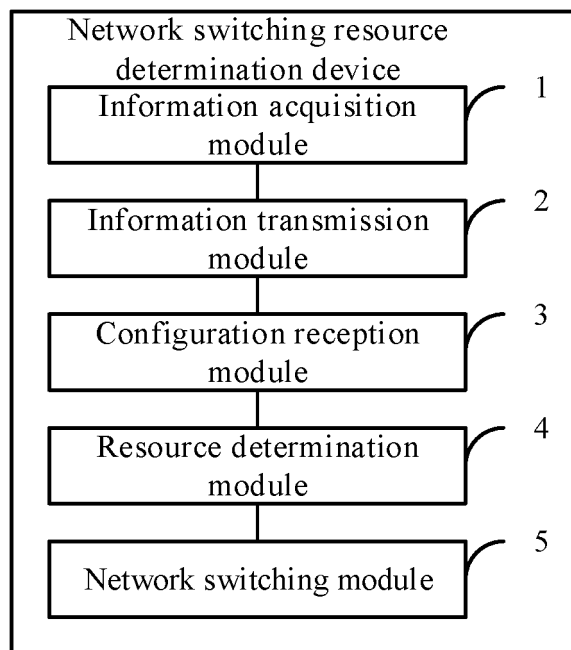 Network switching resource
determination device
Information acquisition
module
1
Information transmission
module
2
Configuration reception
module
3
Resource determination
module
4
Network switching module
5